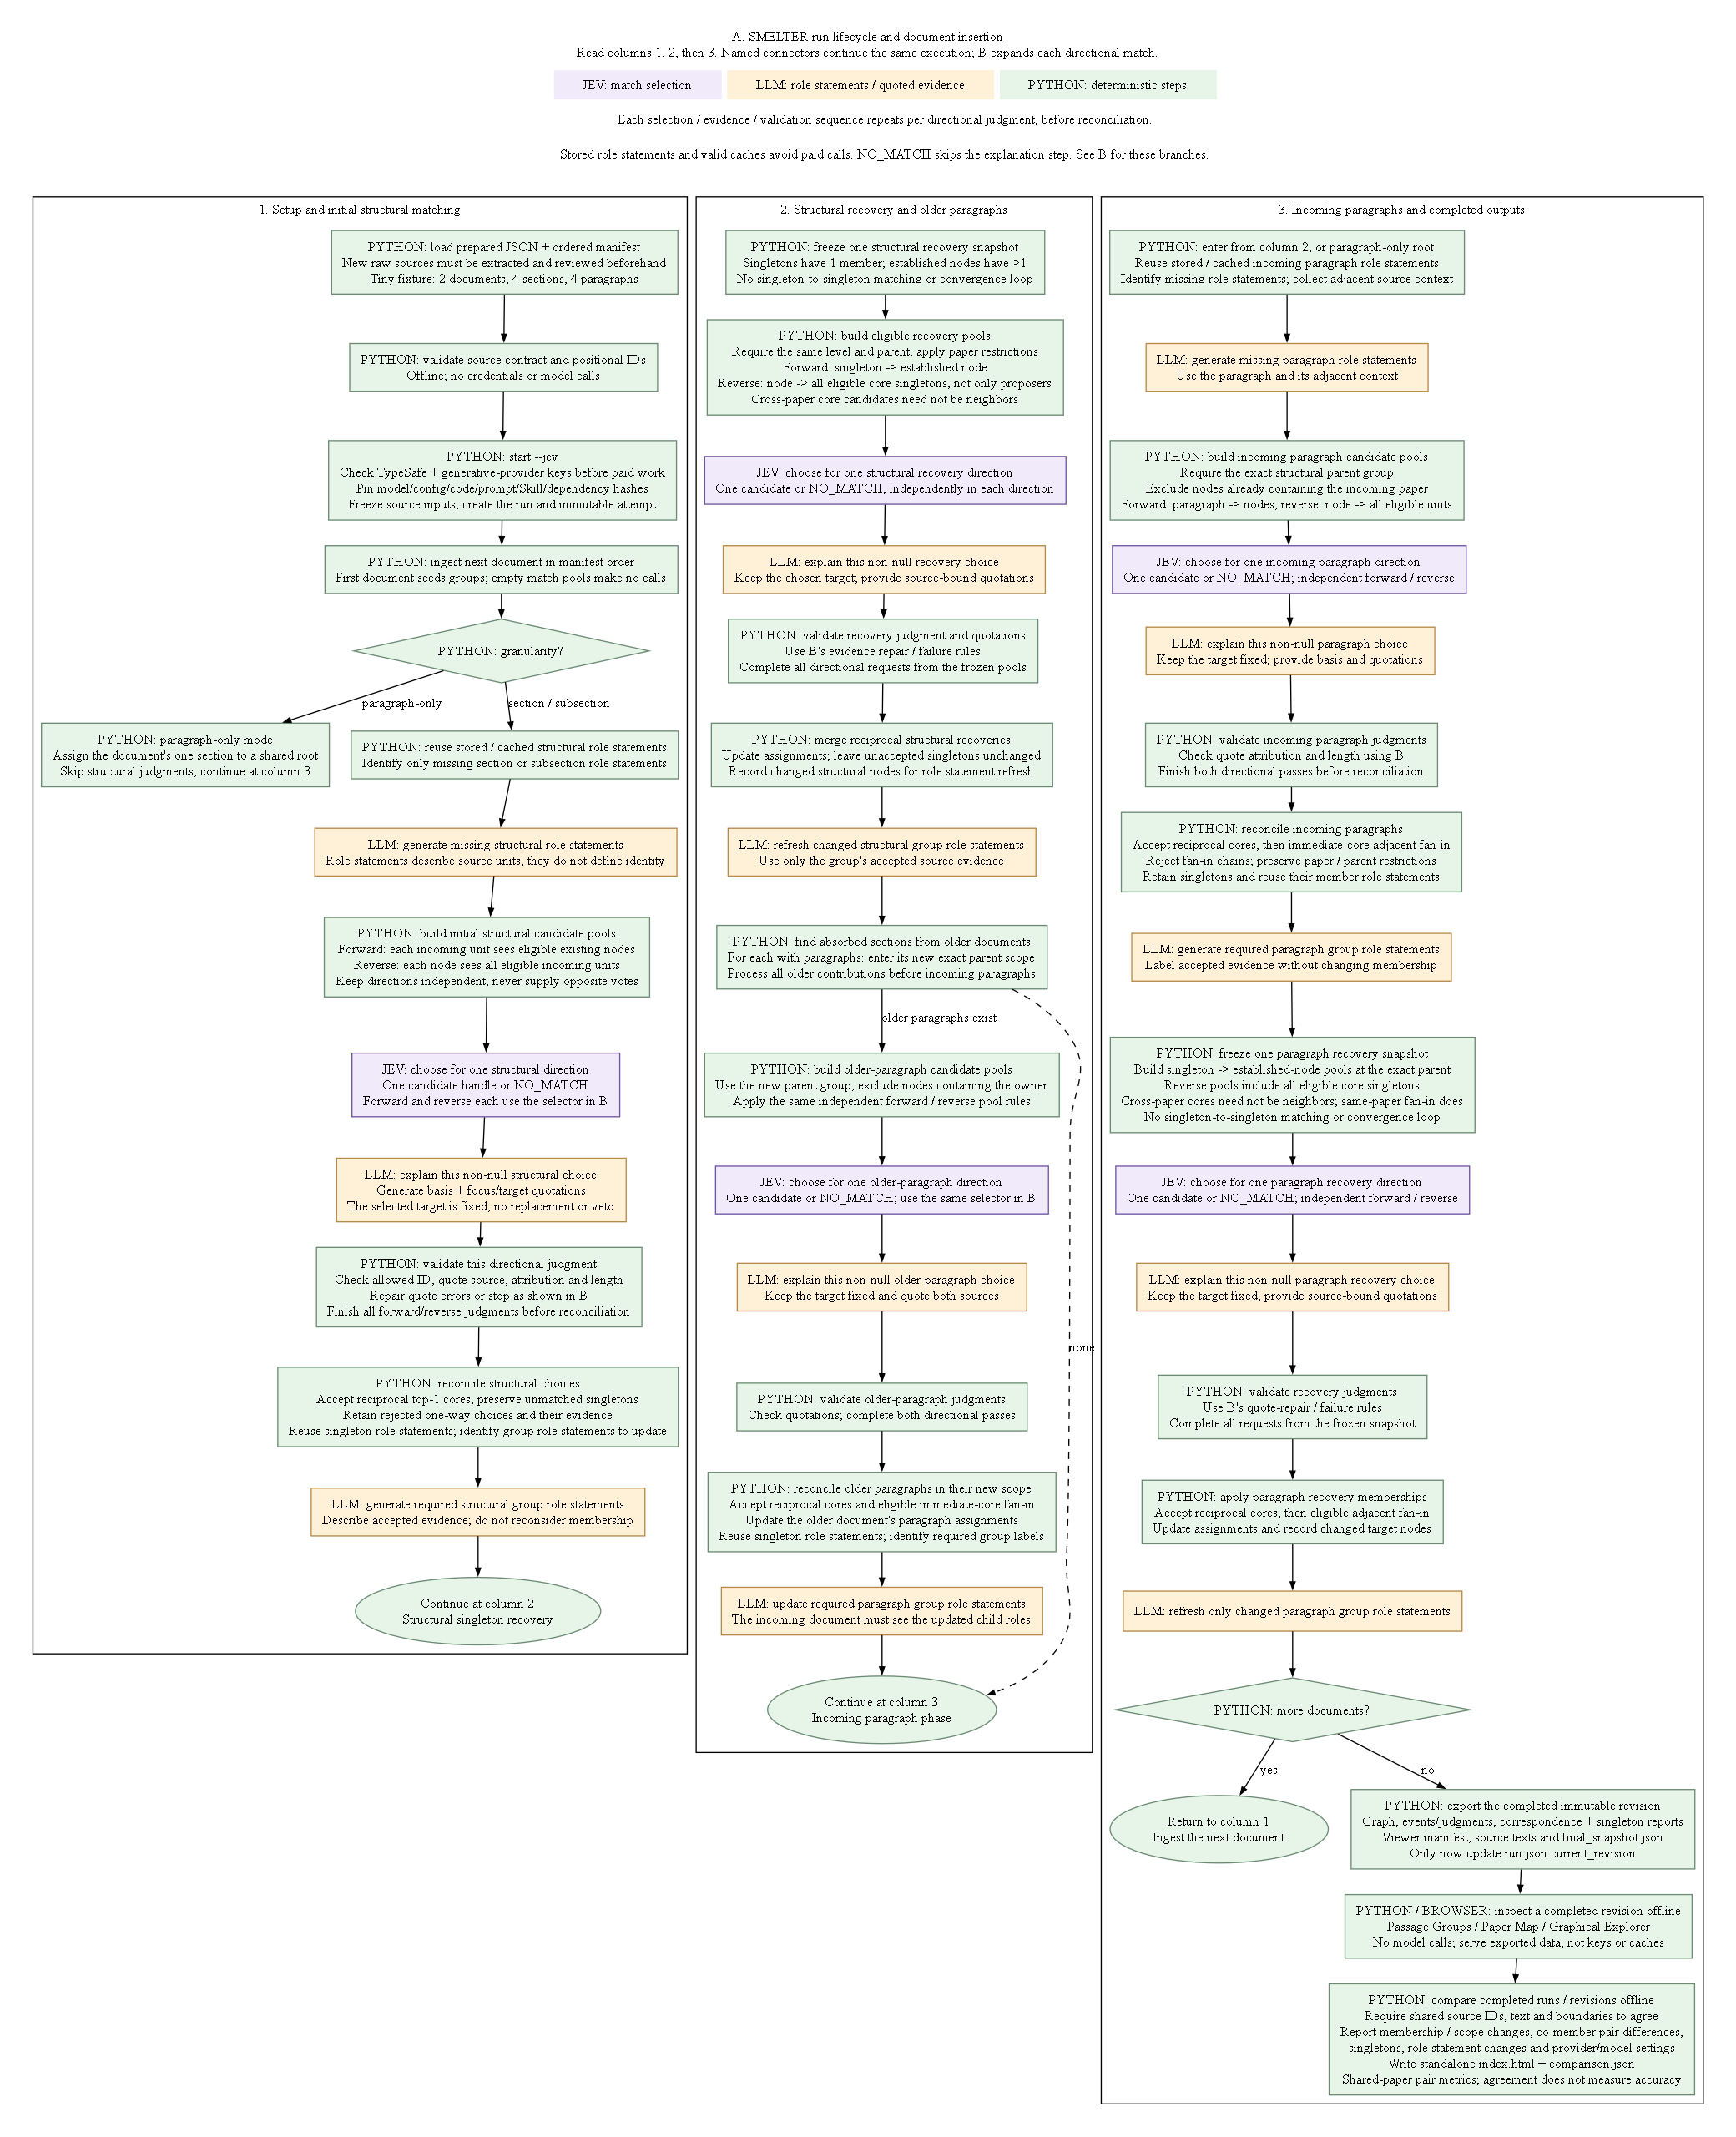 A. SMELTER run lifecycle and document insertion
Read columns 1, 2, then 3. Named connectors continue the same execution; B expands each directional match.
JEV: match selection
LLM: role statements / quoted evidence
PYTHON: deterministic steps
Each selection / evidence / validation sequence repeats per directional judgment, before reconciliation.
Stored role statements and valid caches avoid paid calls. NO_MATCH skips the explanation step. See B for these branches.
1. Setup and initial structural matching
PYTHON: load prepared JSON + ordered manifest
New raw sources must be extracted and reviewed beforehand
Tiny fixture: 2 documents, 4 sections, 4 paragraphs
PYTHON: validate source contract and positional IDs
Offline; no credentials or model calls
PYTHON: start --jev
Check TypeSafe + generative-provider keys before paid work
Pin model/config/code/prompt/Skill/dependency hashes
Freeze source inputs; create the run and immutable attempt
PYTHON: ingest next document in manifest order
First document seeds groups; empty match pools make no calls
PYTHON: granularity?
paragraph-only
section / subsection
PYTHON: paragraph-only mode
Assign the document's one section to a shared root
Skip structural judgments; continue at column 3
PYTHON: reuse stored / cached structural role statements
Identify only missing section or subsection role statements
LLM: generate missing structural role statements
Role statements describe source units; they do not define identity
PYTHON: build initial structural candidate pools
Forward: each incoming unit sees eligible existing nodes
Reverse: each node sees all eligible incoming units
Keep directions independent; never supply opposite votes
JEV: choose for one structural direction
One candidate handle or NO_MATCH
Forward and reverse each use the selector in B
LLM: explain this non-null structural choice
Generate basis + focus/target quotations
The selected target is fixed; no replacement or veto
PYTHON: validate this directional judgment
Check allowed ID, quote source, attribution and length
Repair quote errors or stop as shown in B
Finish all forward/reverse judgments before reconciliation
PYTHON: reconcile structural choices
Accept reciprocal top-1 cores; preserve unmatched singletons
Retain rejected one-way choices and their evidence
Reuse singleton role statements; identify group role statements to update
LLM: generate required structural group role statements
Describe accepted evidence; do not reconsider membership
Continue at column 2
Structural singleton recovery
2. Structural recovery and older paragraphs
PYTHON: freeze one structural recovery snapshot
Singletons have 1 member; established nodes have >1
No singleton-to-singleton matching or convergence loop
PYTHON: build eligible recovery pools
Require the same level and parent; apply paper restrictions
Forward: singleton -> established node
Reverse: node -> all eligible core singletons, not only proposers
Cross-paper core candidates need not be neighbors
JEV: choose for one structural recovery direction
One candidate or NO_MATCH, independently in each direction
LLM: explain this non-null recovery choice
Keep the chosen target; provide source-bound quotations
PYTHON: validate recovery judgment and quotations
Use B's evidence repair / failure rules
Complete all directional requests from the frozen pools
PYTHON: merge reciprocal structural recoveries
Update assignments; leave unaccepted singletons unchanged
Record changed structural nodes for role statement refresh
LLM: refresh changed structural group role statements
Use only the group's accepted source evidence
PYTHON: find absorbed sections from older documents
For each with paragraphs: enter its new exact parent scope
Process all older contributions before incoming paragraphs
older paragraphs exist
none
PYTHON: build older-paragraph candidate pools
Use the new parent group; exclude nodes containing the owner
Apply the same independent forward / reverse pool rules
JEV: choose for one older-paragraph direction
One candidate or NO_MATCH; use the same selector in B
LLM: explain this non-null older-paragraph choice
Keep the target fixed and quote both sources
PYTHON: validate older-paragraph judgments
Check quotations; complete both directional passes
PYTHON: reconcile older paragraphs in their new scope
Accept reciprocal cores and eligible immediate-core fan-in
Update the older document's paragraph assignments
Reuse singleton role statements; identify required group labels
LLM: update required paragraph group role statements
The incoming document must see the updated child roles
Continue at column 3
Incoming paragraph phase
3. Incoming paragraphs and completed outputs
PYTHON: enter from column 2, or paragraph-only root
Reuse stored / cached incoming paragraph role statements
Identify missing role statements; collect adjacent source context
LLM: generate missing paragraph role statements
Use the paragraph and its adjacent context
PYTHON: build incoming paragraph candidate pools
Require the exact structural parent group
Exclude nodes already containing the incoming paper
Forward: paragraph -> nodes; reverse: node -> all eligible units
JEV: choose for one incoming paragraph direction
One candidate or NO_MATCH; independent forward / reverse
LLM: explain this non-null paragraph choice
Keep the target fixed; provide basis and quotations
PYTHON: validate incoming paragraph judgments
Check quote attribution and length using B
Finish both directional passes before reconciliation
PYTHON: reconcile incoming paragraphs
Accept reciprocal cores, then immediate-core adjacent fan-in
Reject fan-in chains; preserve paper / parent restrictions
Retain singletons and reuse their member role statements
LLM: generate required paragraph group role statements
Label accepted evidence without changing membership
PYTHON: freeze one paragraph recovery snapshot
Build singleton -> established-node pools at the exact parent
Reverse pools include all eligible core singletons
Cross-paper cores need not be neighbors; same-paper fan-in does
No singleton-to-singleton matching or convergence loop
JEV: choose for one paragraph recovery direction
One candidate or NO_MATCH; independent forward / reverse
LLM: explain this non-null paragraph recovery choice
Keep the target fixed; provide source-bound quotations
PYTHON: validate recovery judgments
Use B's quote-repair / failure rules
Complete all requests from the frozen snapshot
PYTHON: apply paragraph recovery memberships
Accept reciprocal cores, then eligible adjacent fan-in
Update assignments and record changed target nodes
LLM: refresh only changed paragraph group role statements
PYTHON: more documents?
yes
no
Return to column 1
Ingest the next document
PYTHON: export the completed immutable revision
Graph, events/judgments, correspondence + singleton reports
Viewer manifest, source texts and final_snapshot.json
Only now update run.json current_revision
PYTHON / BROWSER: inspect a completed revision offline
Passage Groups / Paper Map / Graphical Explorer
No model calls; serve exported data, not keys or caches
PYTHON: compare completed runs / revisions offline
Require shared source IDs, text and boundaries to agree
Report membership / scope changes, co-member pair differences,
singletons, role statement changes and provider/model settings
Write standalone index.html + comparison.json
Shared-paper pair metrics; agreement does not measure accuracy